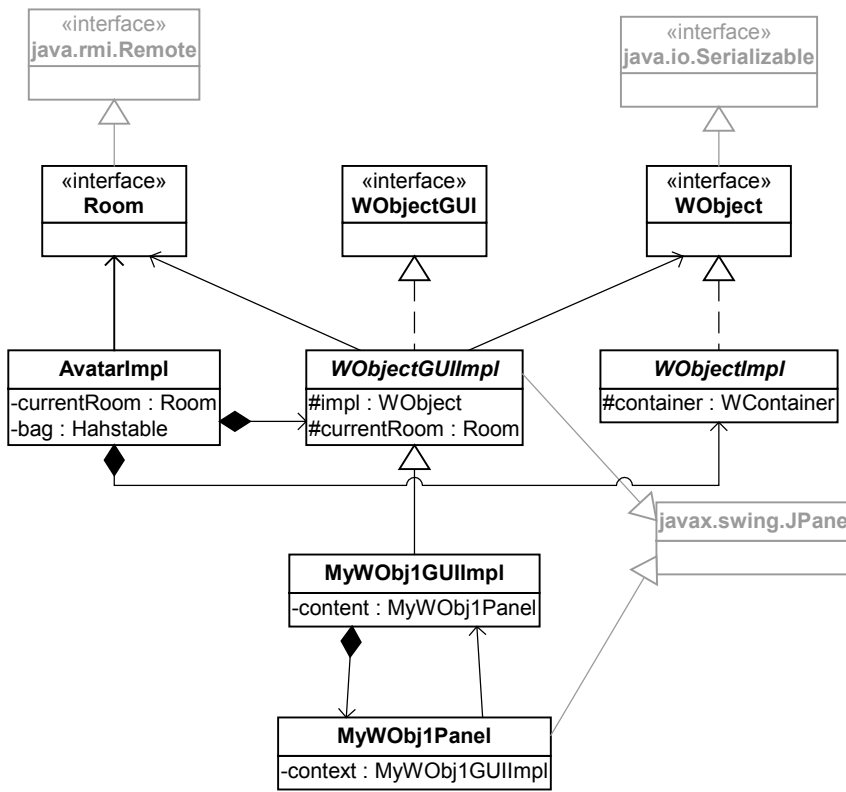 «interface»
java.rmi.Remote
«interface»
java.io.Serializable
«interface»
Room
«interface»
WObjectGUI
«interface»
WObject
AvatarImpl
-currentRoom : Room
-bag : Hahstable
WObjectGUIImpl
#impl : WObject
#currentRoom : Room
WObjectImpl
#container : WContainer
javax.swing.JPane
MyWObj1GUIImpl
-content : MyWObj1Panel
MyWObj1Panel
-context : MyWObj1GUIImpl